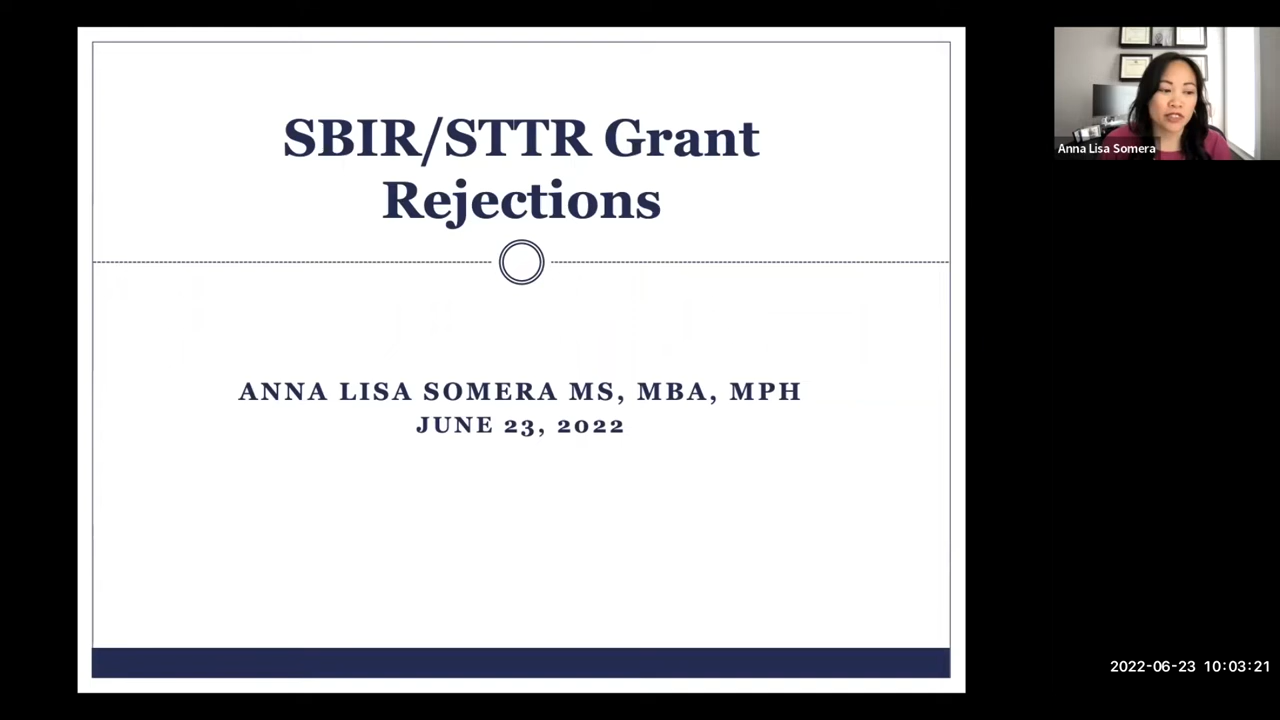 SBIR/STTR Grant
Rejections
ANNA LISA SOMERA MS, MBA, MPH
JUNE 23, 2022
Anna Lisa Somera
2022-06-23 10:03:21